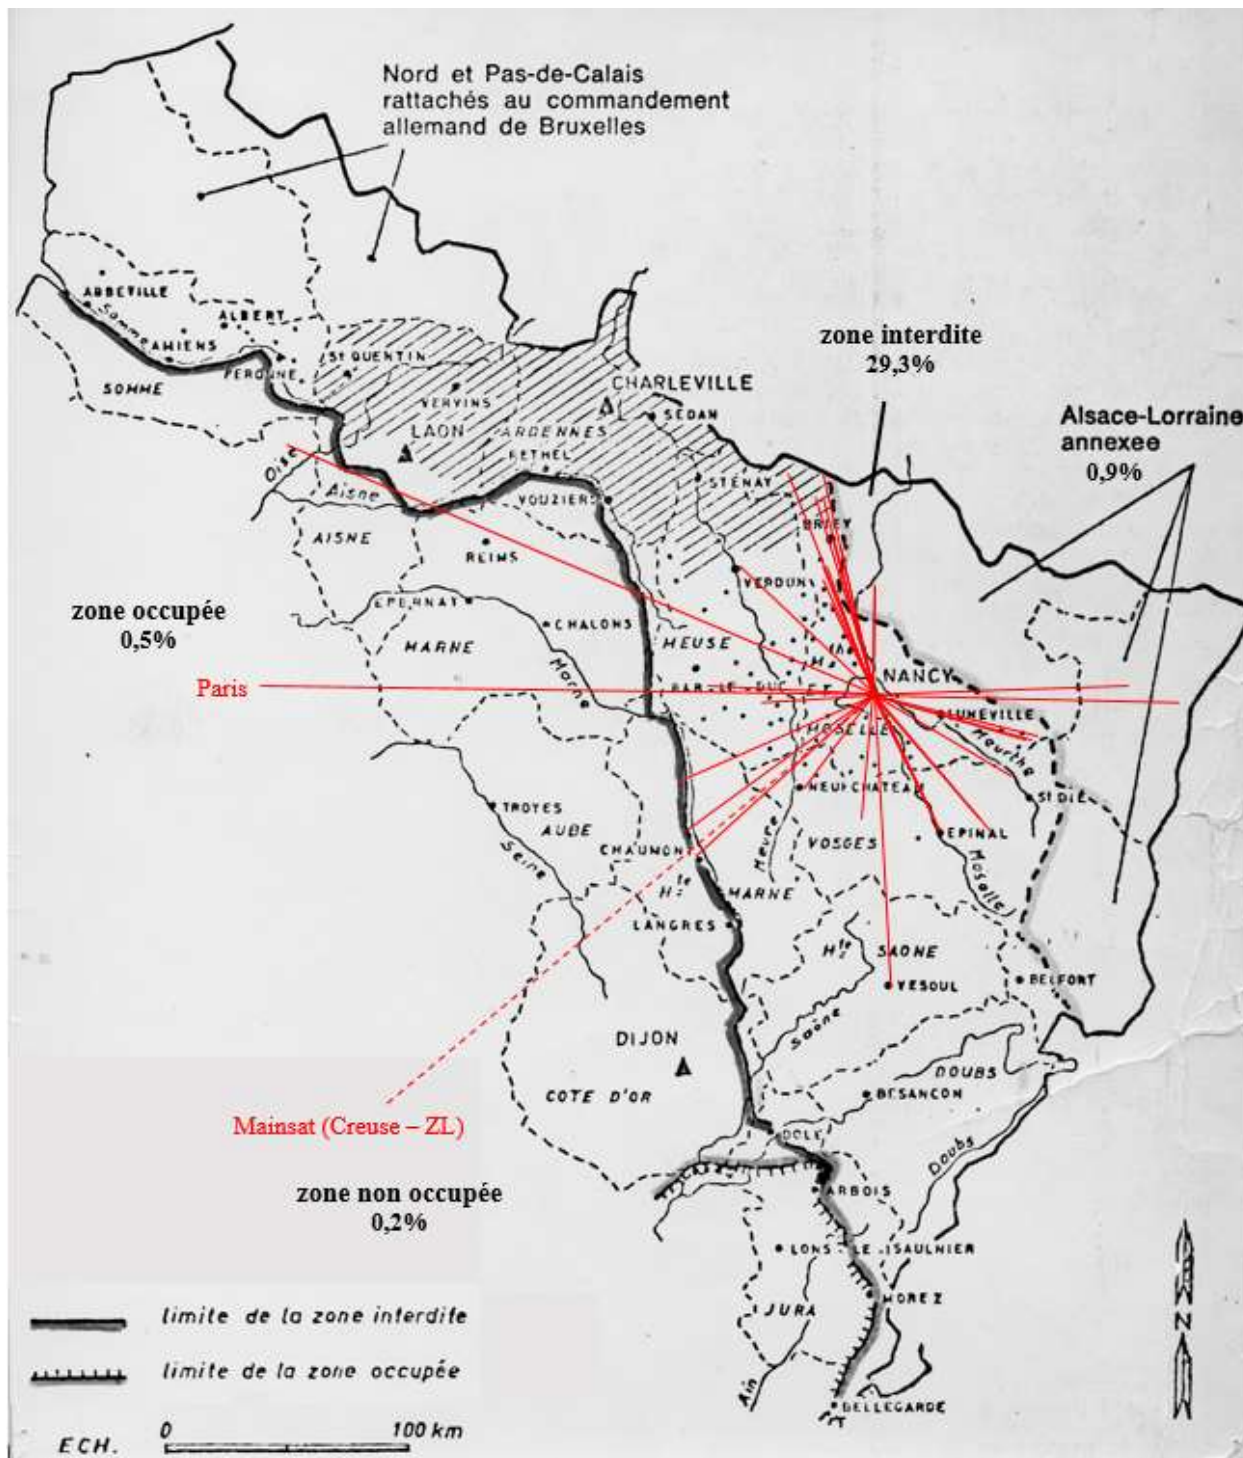 Nord et Pas-de-Calais
rattachés au commandement
allemand de Bruxelles
ABBEVILLE
Somme
ALBERT
AMIENS
PERONNE
St QUENTIN
SOMME
VERVINS
CHARLEVILLE
SEDAN
zone interdite
29,3%
Alsace-Lorraine
annexee
0,9%
LAON
ARDENNES
RETHEL
Oise
Aisne
VOUZIERS
STENAY
BRIEY
AISNE
REIMS
VERDUN
zone occupée
0,5%
EPERNAY
CHALONS
MARNE
MEUSE
Marne
Paris
BAR-LE-DUC
NANCY
LUNEVILLE
MOSELLE
Meurthe
NEUFCHATEAU
St DIÉ
TROYES
AUBE
Seine
VOSGES
EPINAL
CHAUMONT
Meuse
Moselle
Hte
MARNE
LANGRES
Hte
SAONE
VESOUL
BELFORT
Saône
DIJON
DOUBS
COTE D'OR
BESANCON
Mainsat (Creuse – ZL)
DOLE
Doubs
zone non occupée
0,2%
ARBOIS
LONS-LE-SAULNIER
MOREZ
JURA
Ain
BELLEGARDE
limite de la zone interdite
limite de la zone occupée
N
0
100 km
ECH.